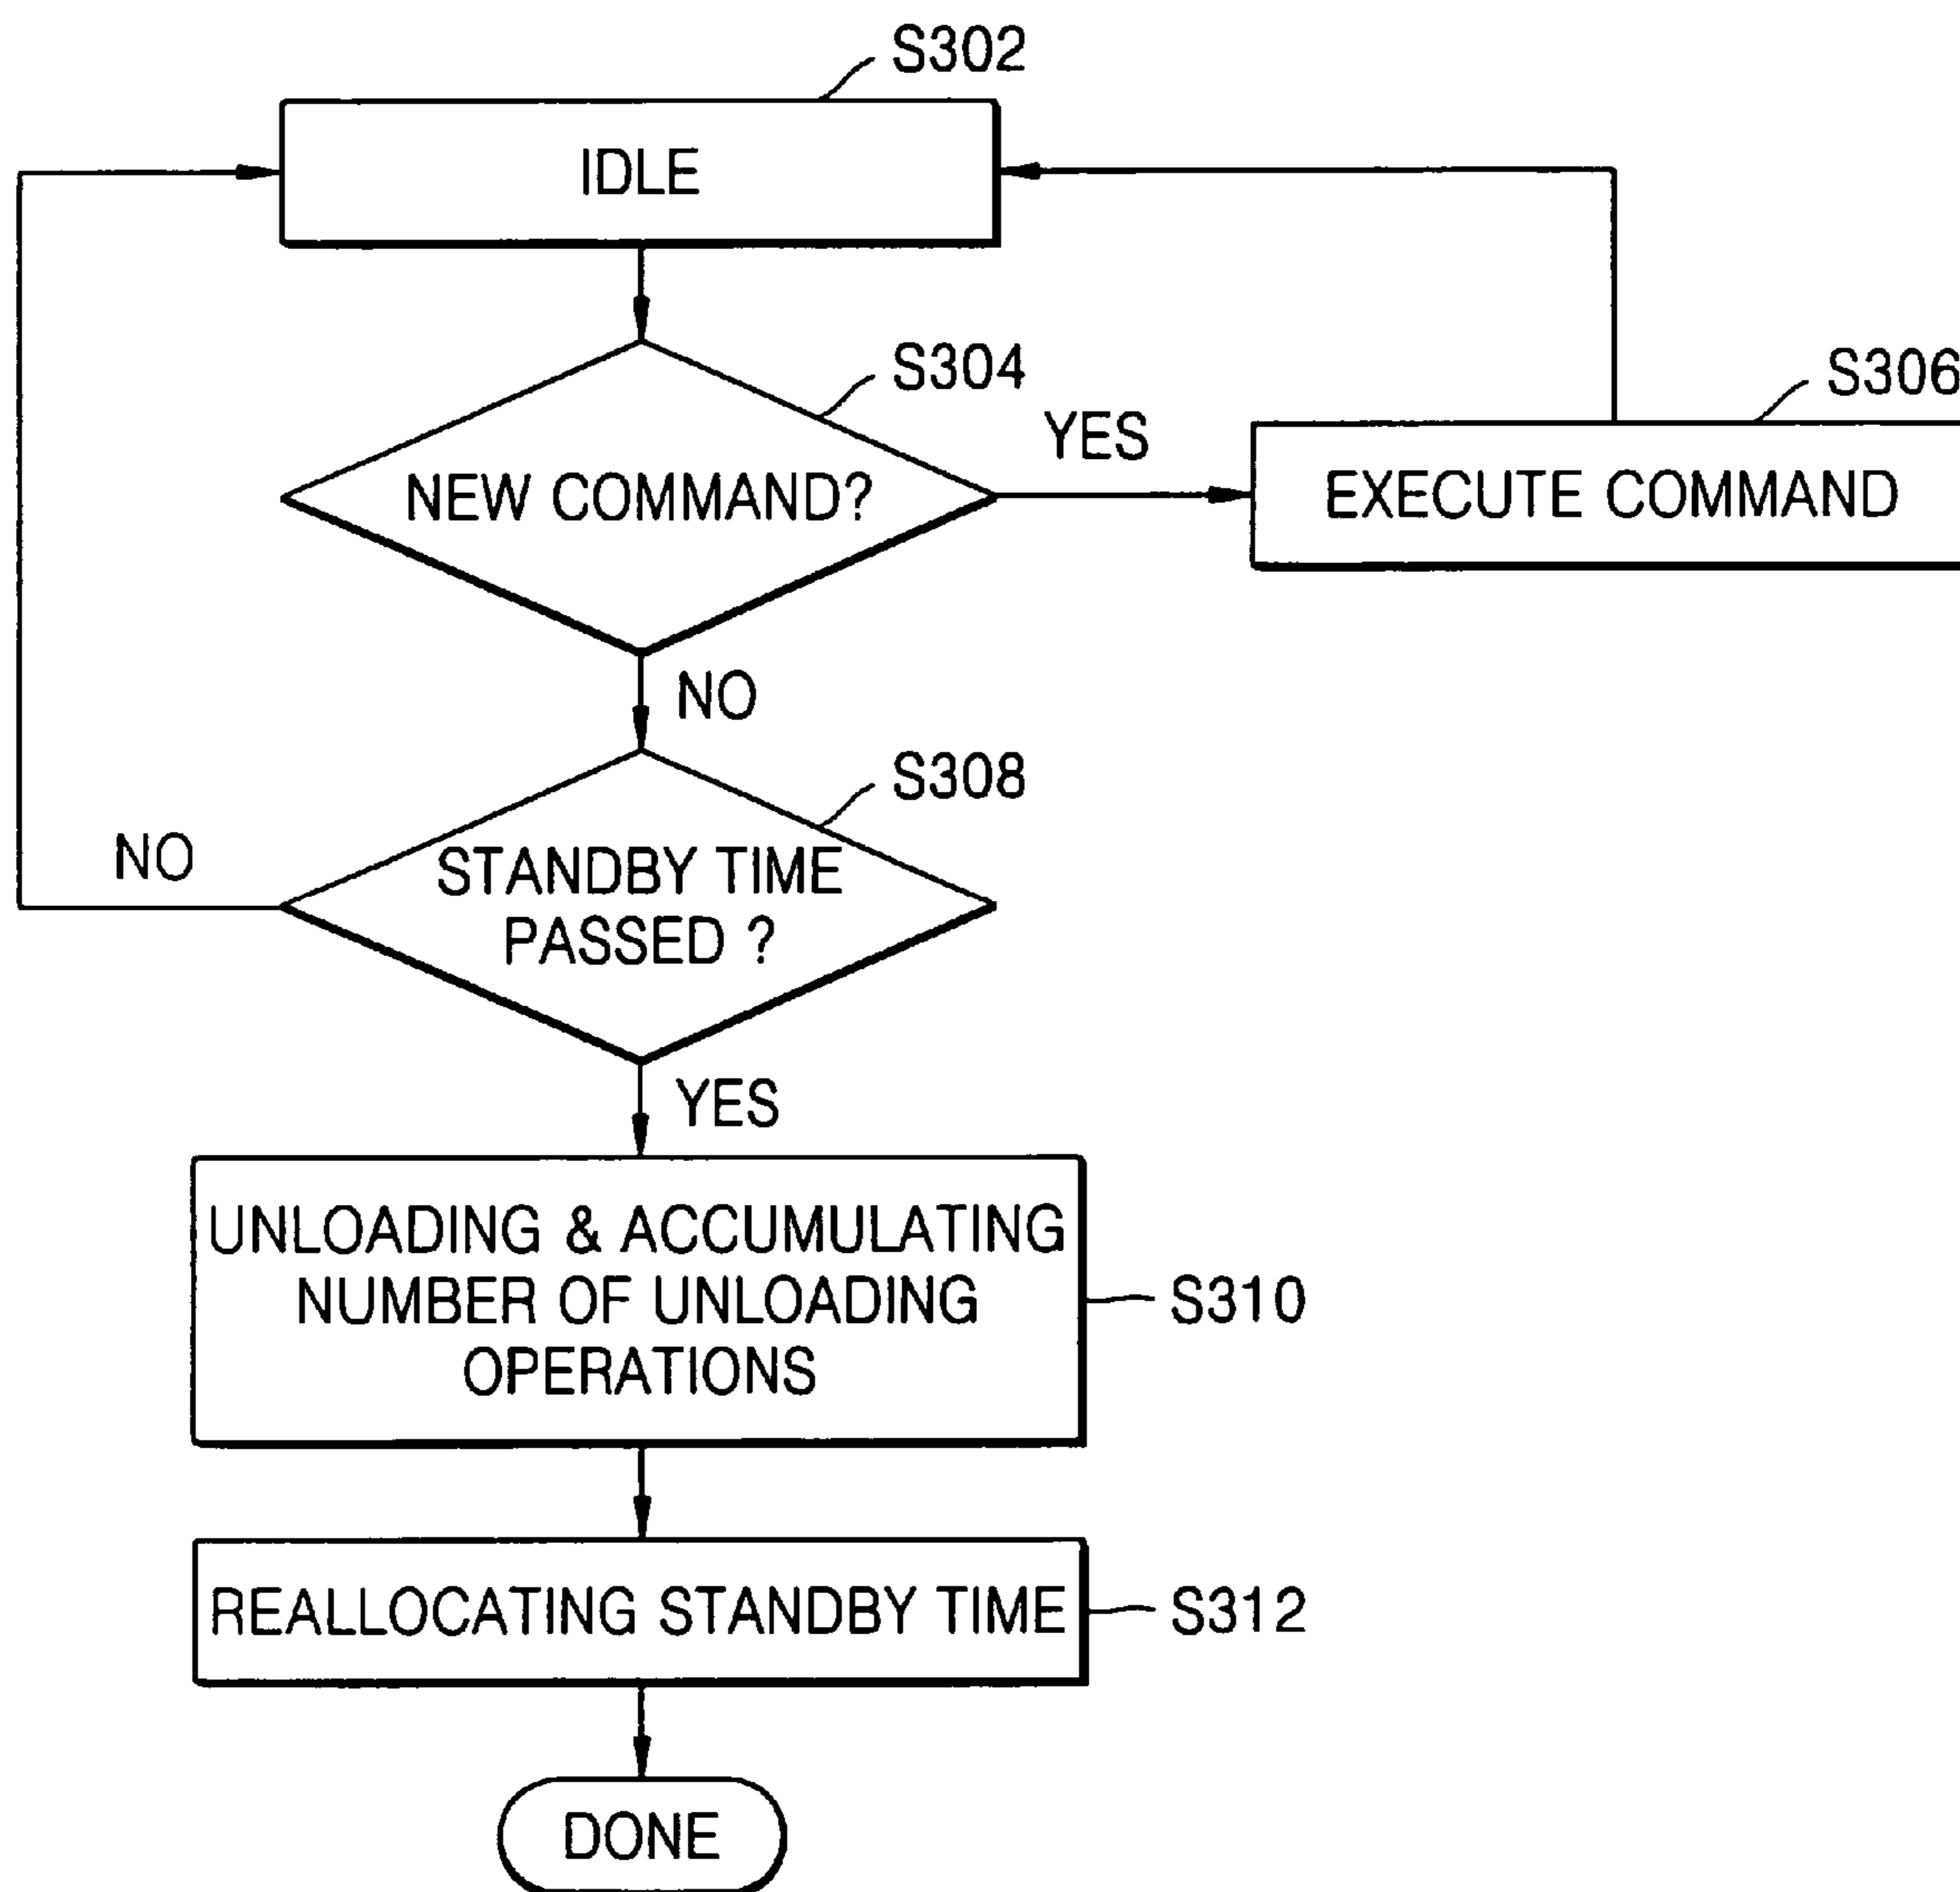 S302
IDLE
S304
NEW COMMAND?
YES
S306
EXECUTE COMMAND
NO
S308
STANDBY TIME
PASSED ?
NO
YES
UNLOADING & ACCUMULATING
NUMBER OF UNLOADING
OPERATIONS
S310
REALLOCATING STANDBY TIME
S312
DONE